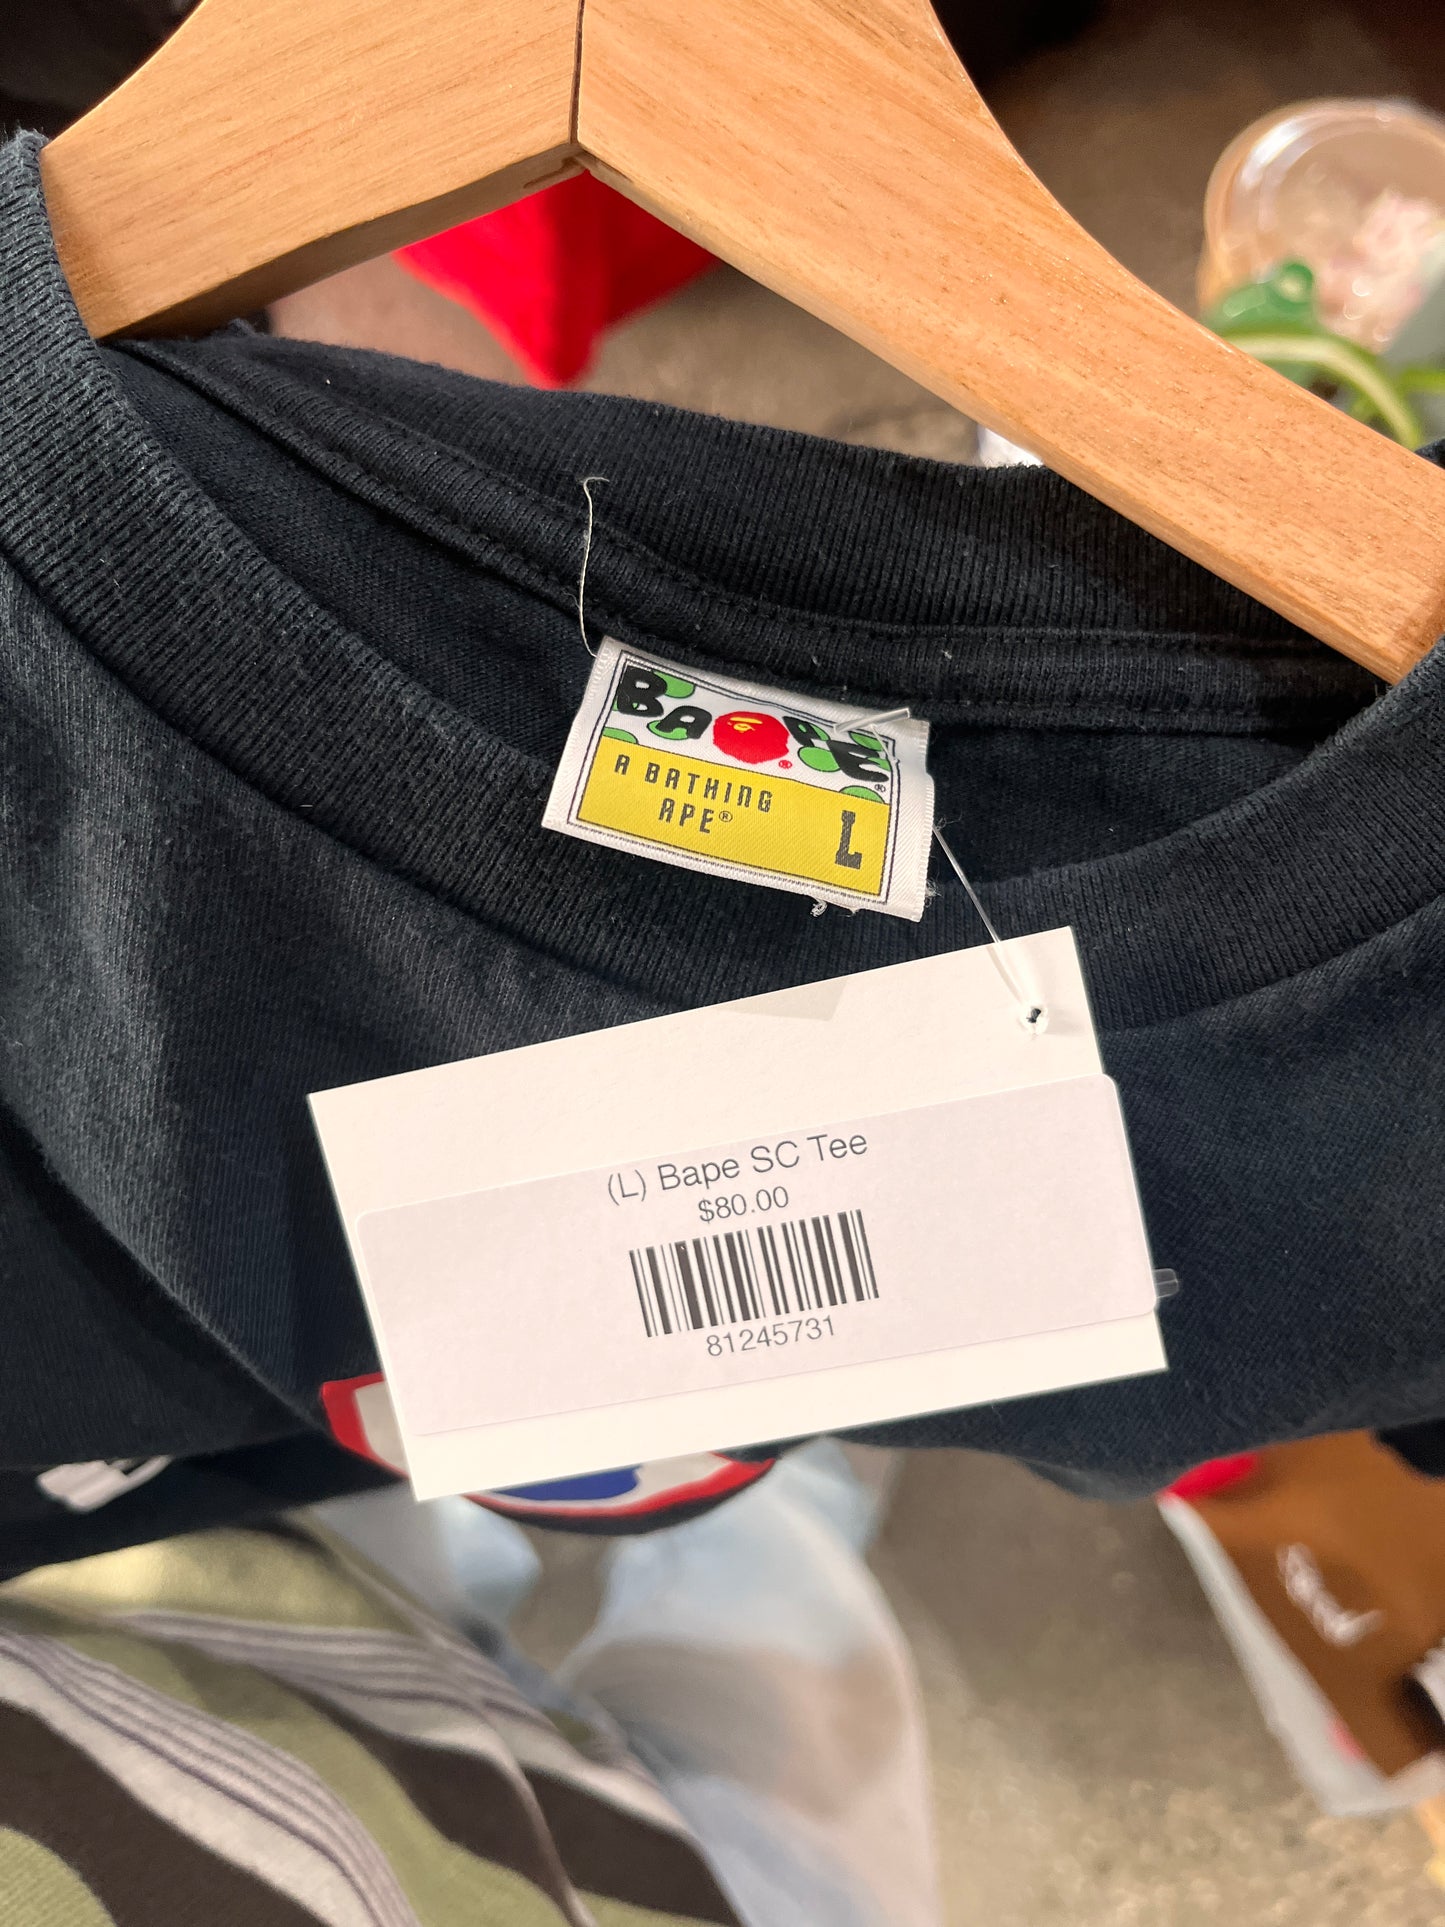 BAPE®
®
A BATHING
APE®
L
(L) Bape SC Tee
$80.00
81245731